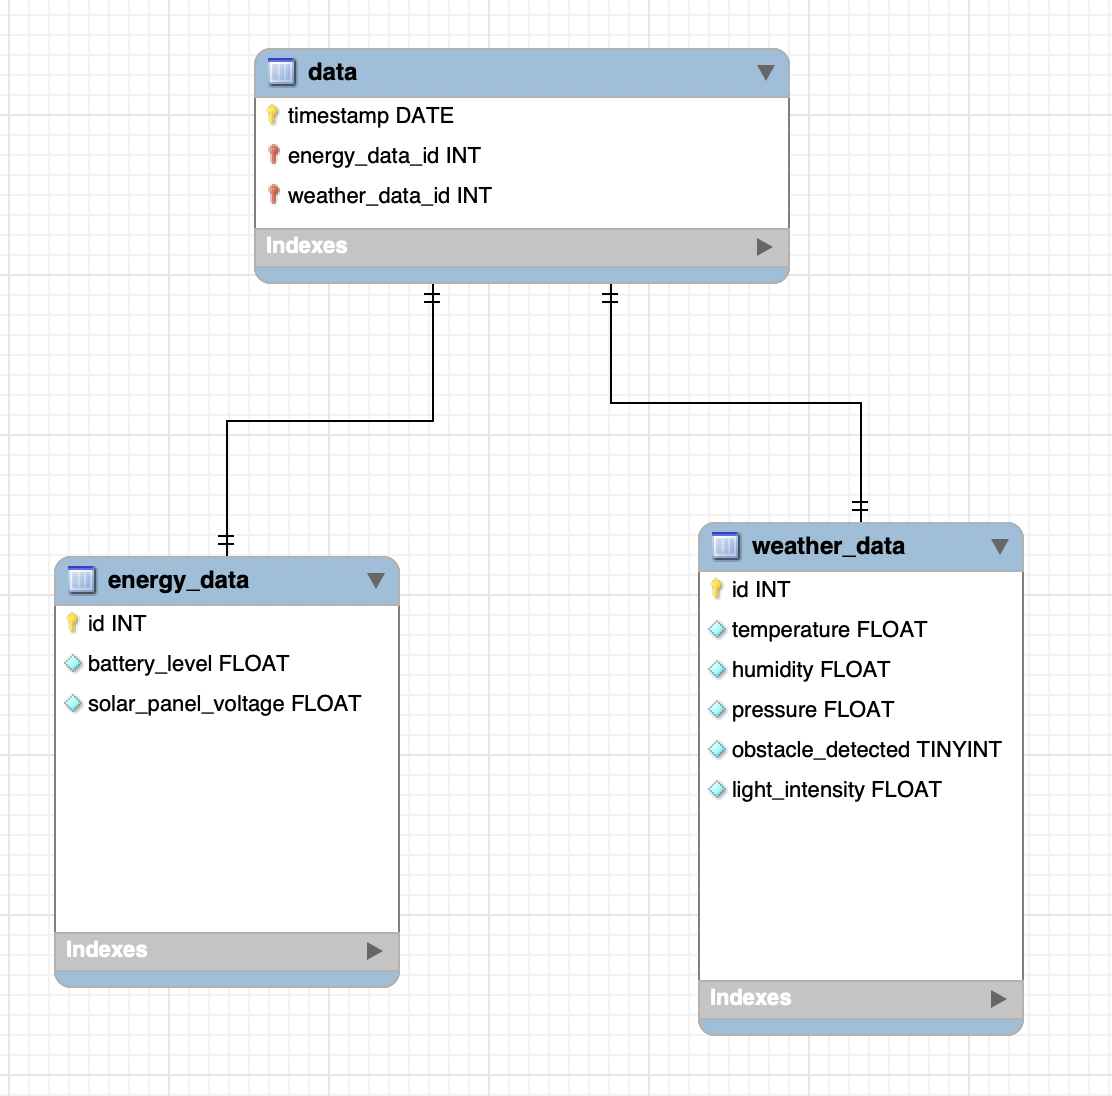 data
timestamp DATE
energy_data_id INT
weather_data_id INT
Indexes
energy_data
id INT
battery_level FLOAT
solar_panel_voltage FLOAT
Indexes
weather_data
id INT
temperature FLOAT
humidity FLOAT
pressure FLOAT
obstacle_detected TINYINT
light_intensity FLOAT
Indexes